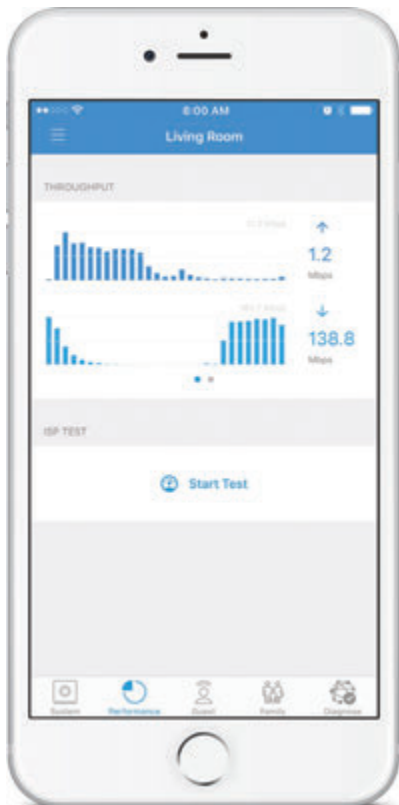 8:00 AM
Living Room
THROUGHPUT
1.2
Mbps
138.8
Mbps
ISP TEST
Start Test
System
Performance
Guest
Family
Diagnose